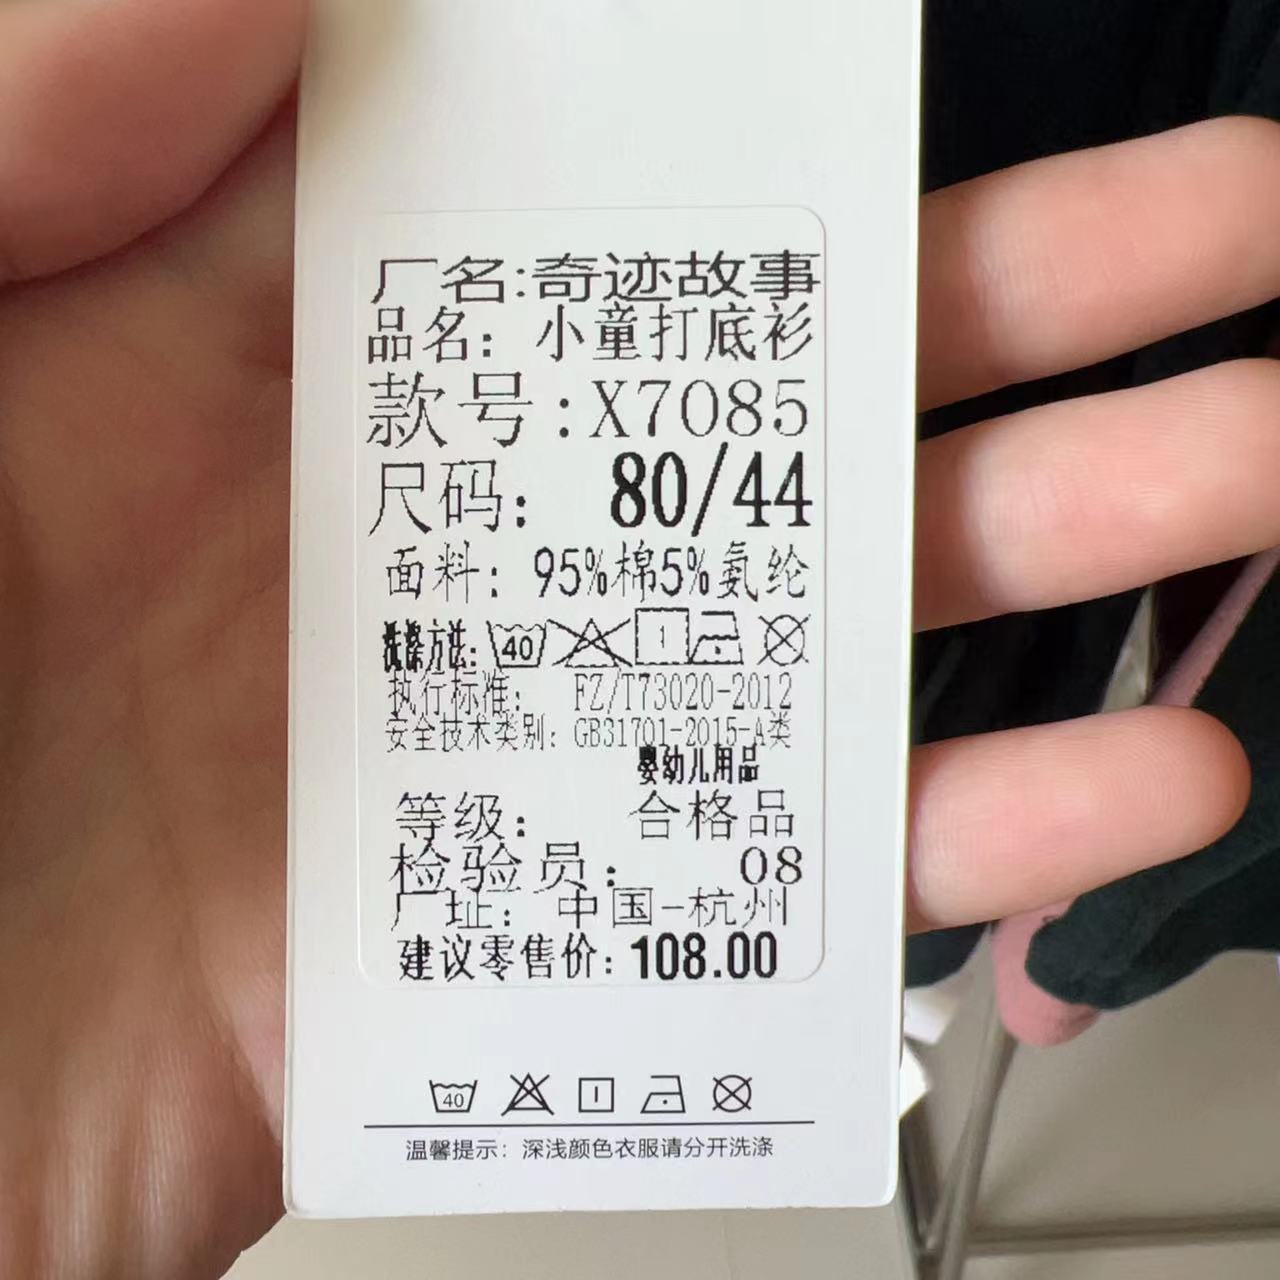 厂名:奇迹故事
品名: 小童打底衫
款号:X7085
尺码: 80/44
面料: 95%棉5%氨纶
洗涤方法: 40
执行标准: FZ/T73020-2012
安全技术类别: GB31701-2015-A类
婴幼儿用品
等级: 合格品
检验员: 08
厂址: 中国-杭州
建议零售价: 108.00
40
温馨提示: 深浅颜色衣服请分开洗涤